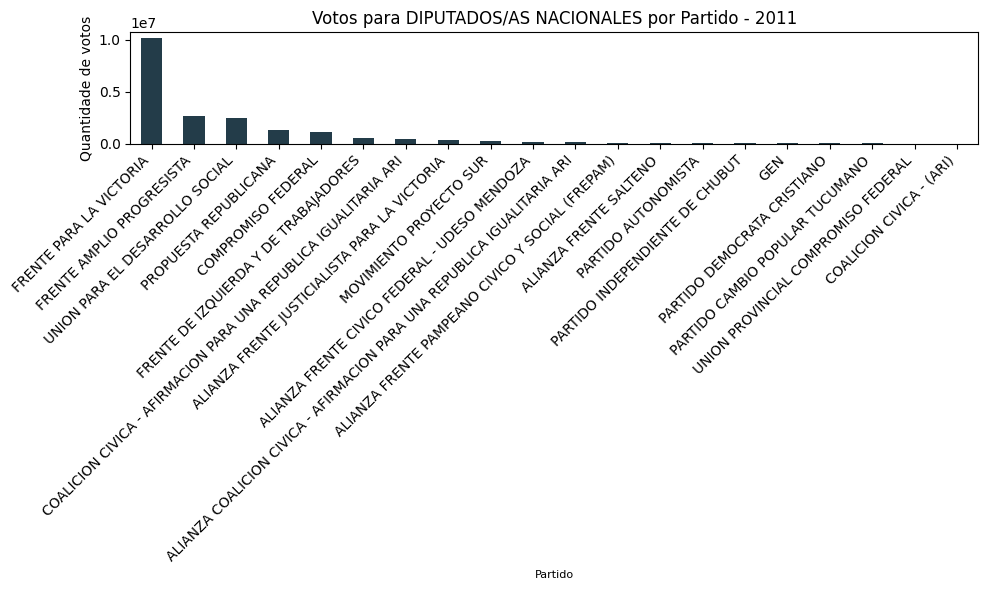 Votos para DIPUTADOS/AS NACIONALES por Partido - 2011
1e7
Quantidade de votos
1.0
0.5
0.0
FRENTE PARA LA VICTORIA
FRENTE AMPLIO PROGRESISTA
UNION PARA EL DESARROLLO SOCIAL
PROPUESTA REPUBLICANA
COMPROMISO FEDERAL
FRENTE DE IZQUIERDA Y DE TRABAJADORES
COALICION CIVICA - AFIRMACION PARA UNA REPUBLICA IGUALITARIA ARI
ALIANZA FRENTE JUSTICIALISTA PARA LA VICTORIA
MOVIMIENTO PROYECTO SUR
ALIANZA FRENTE CIVICO FEDERAL - UDESO MENDOZA
ALIANZA COALICION CIVICA - AFIRMACION PARA UNA REPUBLICA IGUALITARIA ARI
ALIANZA FRENTE PAMPEANO CIVICO Y SOCIAL (FREPAM)
ALIANZA FRENTE SALTENO
PARTIDO AUTONOMISTA
PARTIDO INDEPENDIENTE DE CHUBUT
GEN
PARTIDO DEMOCRATA CRISTIANO
PARTIDO CAMBIO POPULAR TUCUMANO
UNION PROVINCIAL COMPROMISO FEDERAL
COALICION CIVICA - (ARI)
Partido